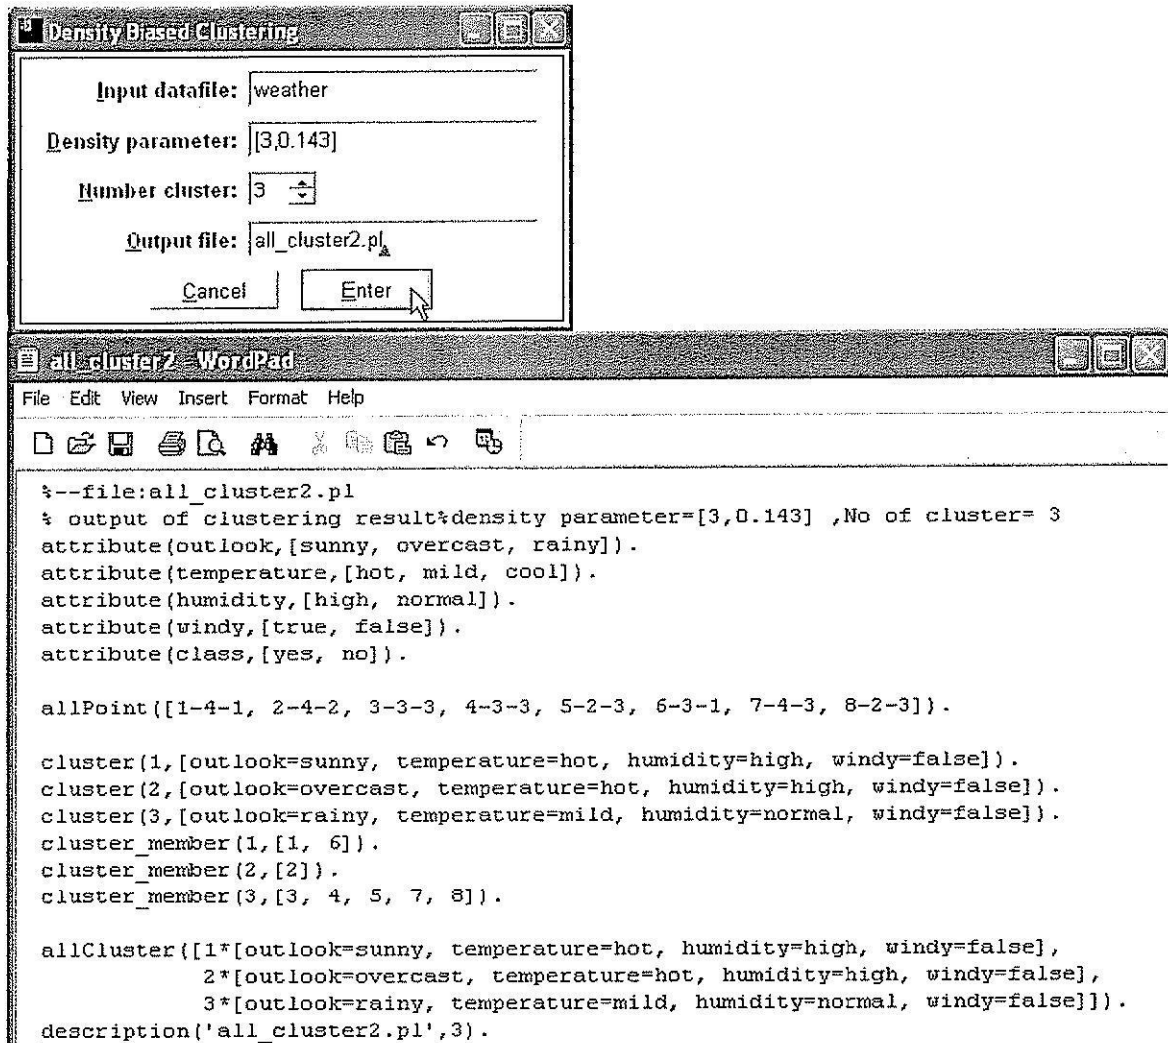 Density Biased Clustering
Input datafile: weather
Density parameter: [3,0.143]
Number cluster: 3
Output file: all_cluster2.pl
Cancel Enter
all_cluster2 - WordPad
File Edit View Insert Format Help
%--file:all_cluster2.pl
% output of clustering result%density parameter=[3,0.143] ,No of cluster= 3
attribute(outlook,[sunny, overcast, rainy]).
attribute(temperature,[hot, mild, cool]).
attribute(humidity,[high, normal]).
attribute(windy,[true, false]).
attribute(class,[yes, no]).
allPoint([1-4-1, 2-4-2, 3-3-3, 4-3-3, 5-2-3, 6-3-1, 7-4-3, 8-2-3]).
cluster(1,[outlook=sunny, temperature=hot, humidity=high, windy=false]).
cluster(2,[outlook=overcast, temperature=hot, humidity=high, windy=false]).
cluster(3,[outlook=rainy, temperature=mild, humidity=normal, windy=false]).
cluster_member(1,[1, 6]).
cluster_member(2,[2]).
cluster_member(3,[3, 4, 5, 7, 8]).
allCluster([1*[outlook=sunny, temperature=hot, humidity=high, windy=false],
2*[outlook=overcast, temperature=hot, humidity=high, windy=false],
3*[outlook=rainy, temperature=mild, humidity=normal, windy=false]]).
description('all_cluster2.pl',3).